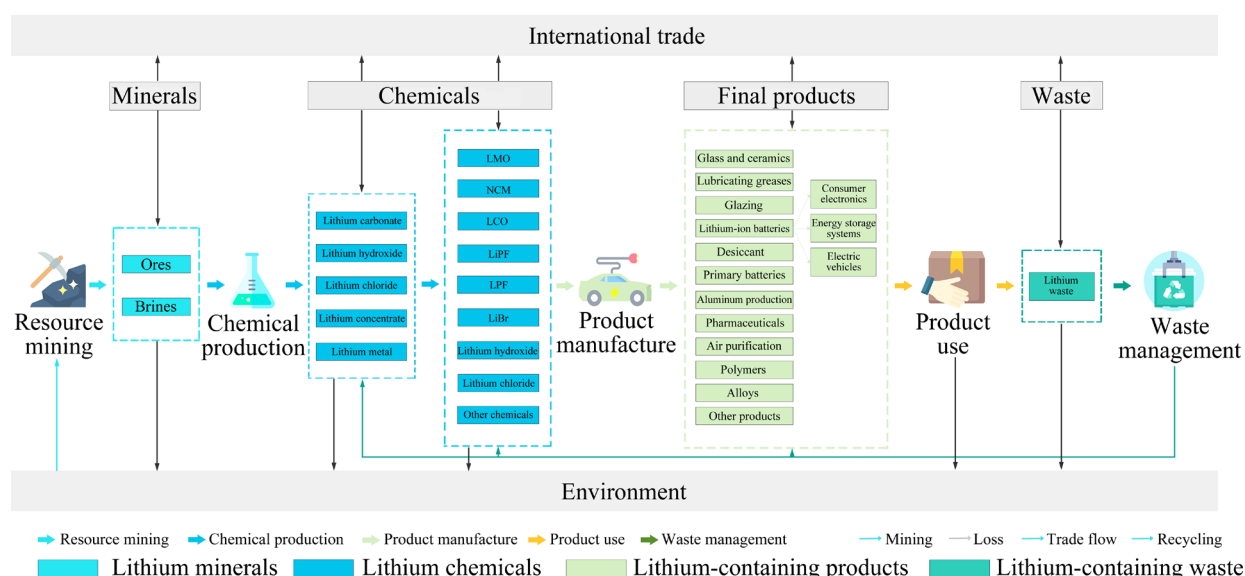 International trade
Minerals
Chemicals
Final products
Waste
Resource
mining
Ores
Brines
Chemical
production
Lithium carbonate
Lithium hydroxide
Lithium chloride
Lithium concentrate
Lithium metal
LMO
NCM
LCO
LiPF
LPF
LiBr
Lithium hydroxide
Lithium chloride
Other chemicals
Product
manufacture
Glass and ceramics
Lubricating greases
Glazing
Lithium-ion batteries
Desiccant
Primary batteries
Aluminum production
Pharmaceuticals
Air purification
Polymers
Alloys
Other products
Consumer
electronics
Energy storage
systems
Electric
vehicles
Product
use
Lithium
waste
Waste
management
Environment
Resource mining
Chemical production
Product manufacture
Product use
Waste management
Mining
Loss
Trade flow
Recycling
Lithium minerals
Lithium chemicals
Lithium-containing products
Lithium-containing waste